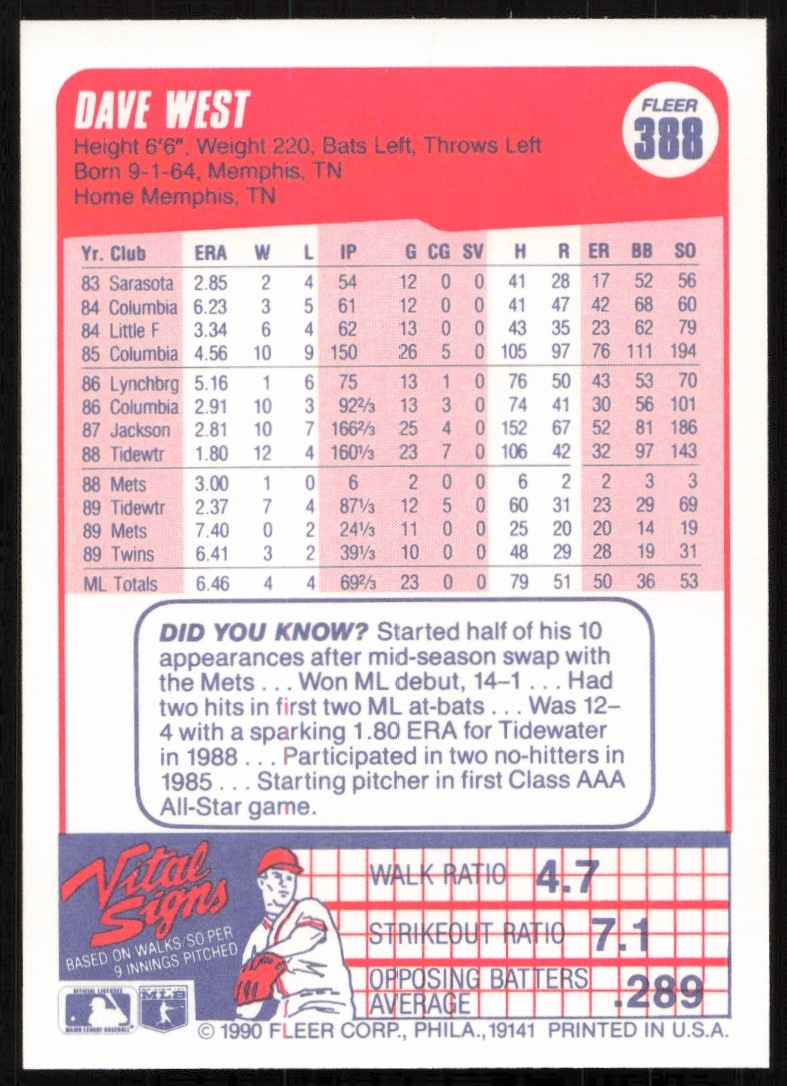 DAVE WEST
FLEER
388
Height 6'6", Weight 220, Bats Left, Throws Left
Born 9-1-64, Memphis, TN
Home Memphis, TN
Yr. Club ERA W L IP G CG SV H R ER BB SO
83 Sarasota 2.85 2 4 54 12 0 0 41 28 17 52 56
84 Columbia 6.23 3 5 61 12 0 0 41 47 42 68 60
84 Little F 3.34 6 4 62 13 0 0 43 35 23 62 79
85 Columbia 4.56 10 9 150 26 5 0 105 97 76 111 194
86 Lynchbrg 5.16 1 6 75 13 1 0 76 50 43 53 70
86 Columbia 2.91 10 3 92⅔ 13 3 0 74 41 30 56 101
87 Jackson 2.81 10 7 166⅔ 25 4 0 152 67 52 81 186
88 Tidewtr 1.80 12 4 160⅓ 23 7 0 106 42 32 97 143
88 Mets 3.00 1 0 6 2 0 0 6 2 2 3 3
89 Tidewtr 2.37 7 4 87⅓ 12 5 0 60 31 23 29 69
89 Mets 7.40 0 2 24⅓ 11 0 0 25 20 20 14 19
89 Twins 6.41 3 2 39⅓ 10 0 0 48 29 28 19 31
ML Totals 6.46 4 4 69⅔ 23 0 0 79 51 50 36 53
DID YOU KNOW? Started half of his 10
appearances after mid-season swap with
the Mets . . . Won ML debut, 14–1 . . . Had
two hits in first two ML at-bats . . . Was 12–
4 with a sparking 1.80 ERA for Tidewater
in 1988 . . . Participated in two no-hitters in
1985 . . . Starting pitcher in first Class AAA
All-Star game.
Vital
Signs
BASED ON WALKS/SO PER
9 INNINGS PITCHED
WALK RATIO 4.7
STRIKEOUT RATIO 7.1
OPPOSING BATTERS
AVERAGE .289
OFFICIAL LICENSEE
MAJOR LEAGUE BASEBALL
MLB
© 1990 FLEER CORP., PHILA., 19141 PRINTED IN U.S.A.